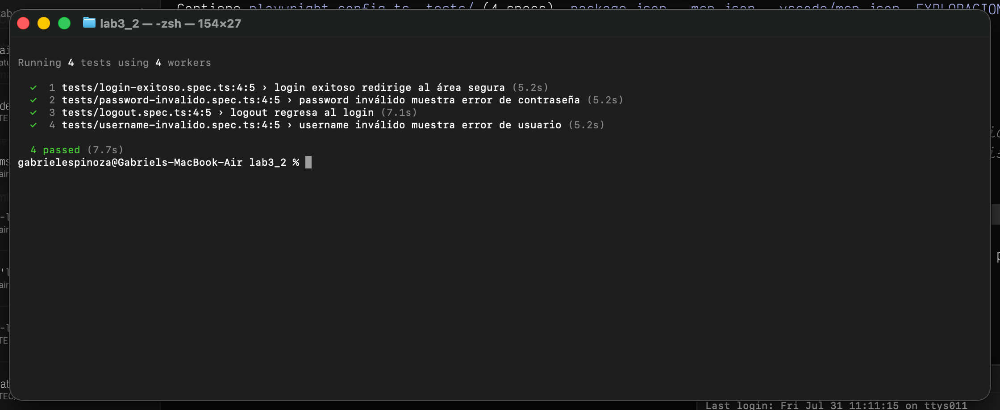 lab3_2 — -zsh — 154×27
Running 4 tests using 4 workers
✓ 1 tests/login-exitoso.spec.ts:4:5 › login exitoso redirige al área segura (5.2s)
✓ 2 tests/password-invalido.spec.ts:4:5 › password inválido muestra error de contraseña (5.2s)
✓ 3 tests/logout.spec.ts:4:5 › logout regresa al login (7.1s)
✓ 4 tests/username-invalido.spec.ts:4:5 › username inválido muestra error de usuario (5.2s)
4 passed (7.7s)
gabrielespinoza@Gabriels-MacBook-Air lab3_2 %
Last login: Fri Jul 31 11:11:15 on ttys011